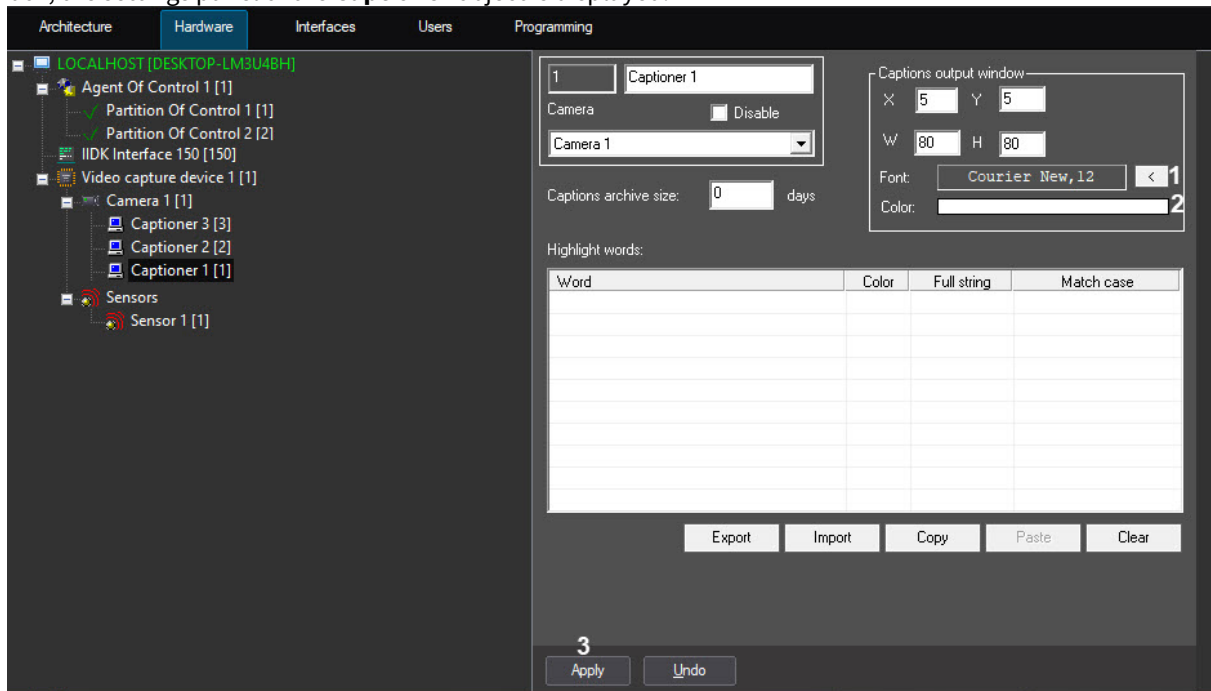 Architecture Hardware Interfaces Users Programming
LOCALHOST [DESKTOP-LM3U4BH]
Agent Of Control 1 [1]
Partition Of Control 1 [1]
Partition Of Control 2 [2]
IIDK Interface 150 [150]
Video capture device 1 [1]
Camera 1 [1]
Captioner 3 [3]
Captioner 2 [2]
Captioner 1 [1]
Sensors
Sensor 1 [1]
1 Captioner 1
Camera Disable
Camera 1
Captions archive size: 0 days
Captions output window
X 5 Y 5
W 80 H 80
Font: Courier New,12 < 1
Color: 2
Highlight words:
Word Color Full string Match case
Export Import Copy Paste Clear
3
Apply Undo